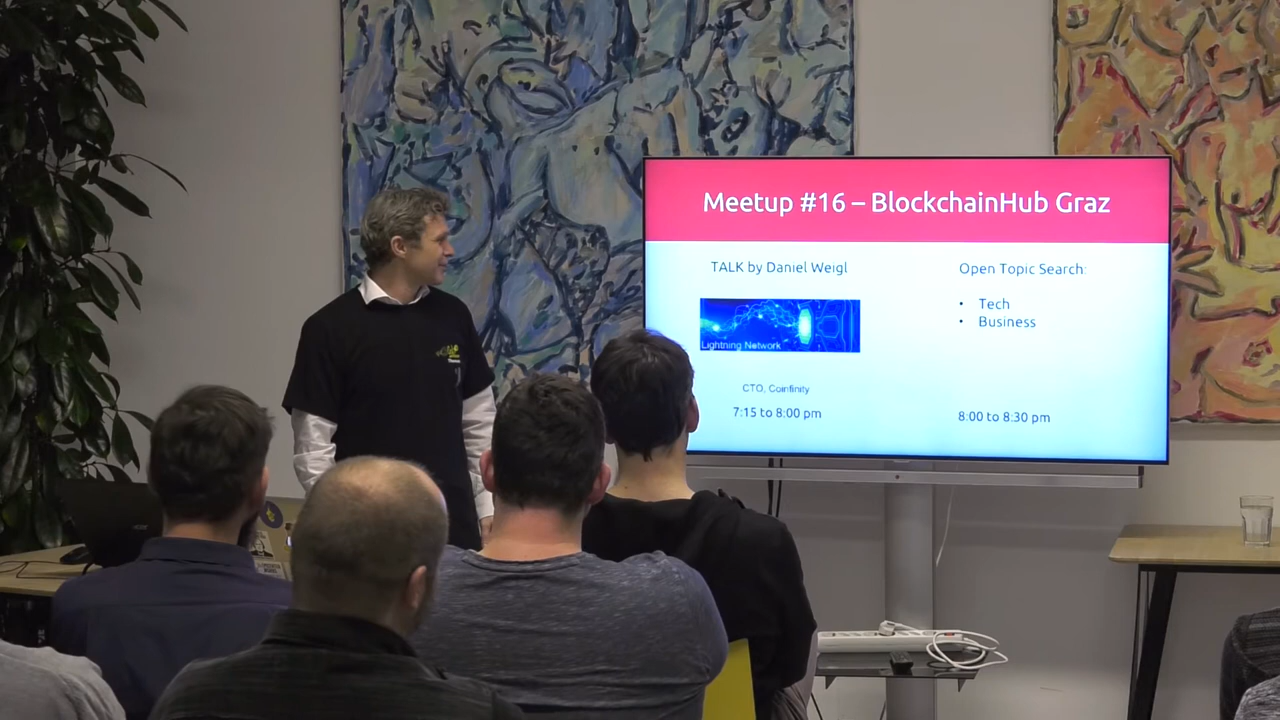 Meetup #16 – BlockchainHub Graz
TALK by Daniel Weigl
Lightning Network
CTO, Coinfinity
7:15 to 8:00 pm
Open Topic Search:
• Tech
• Business
8:00 to 8:30 pm